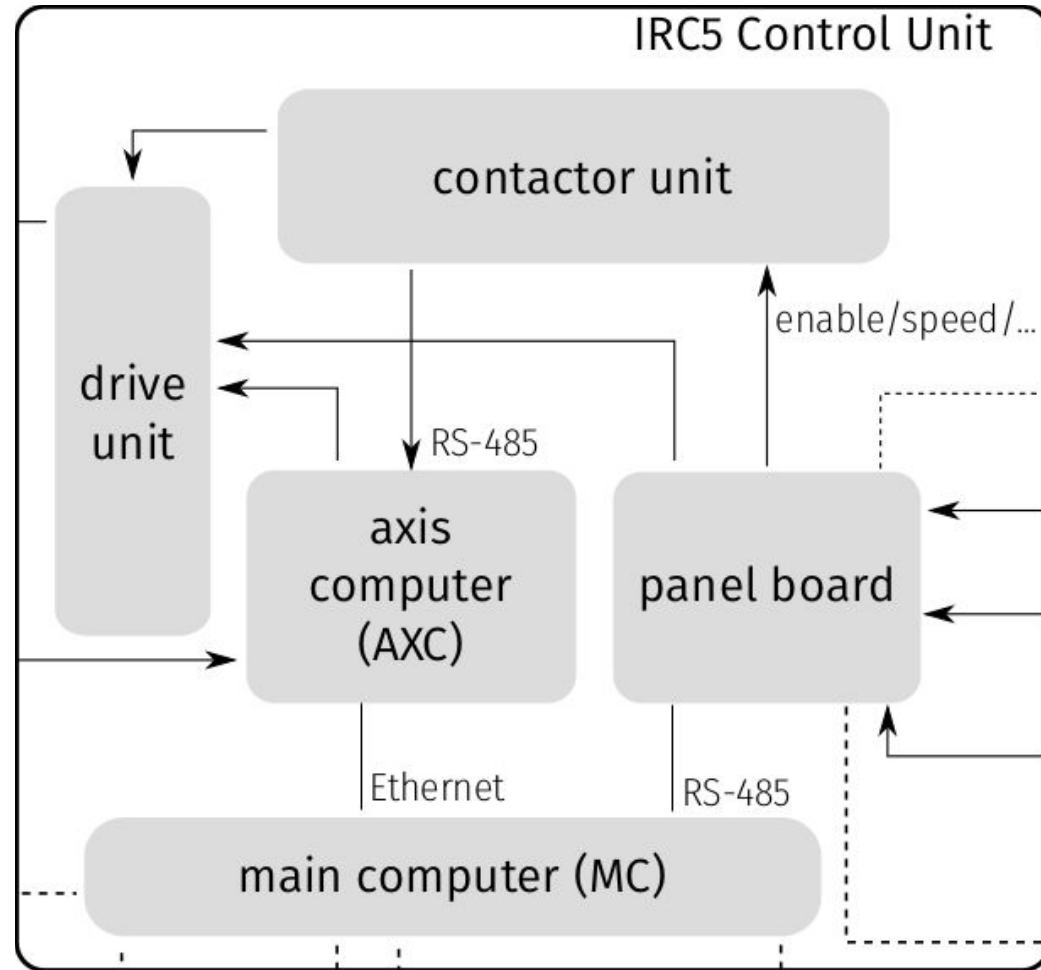 IRC5 Control Unit
contactor unit
enable/speed/...
drive
unit
RS-485
axis
computer
(AXC)
panel board
Ethernet
RS-485
main computer (MC)